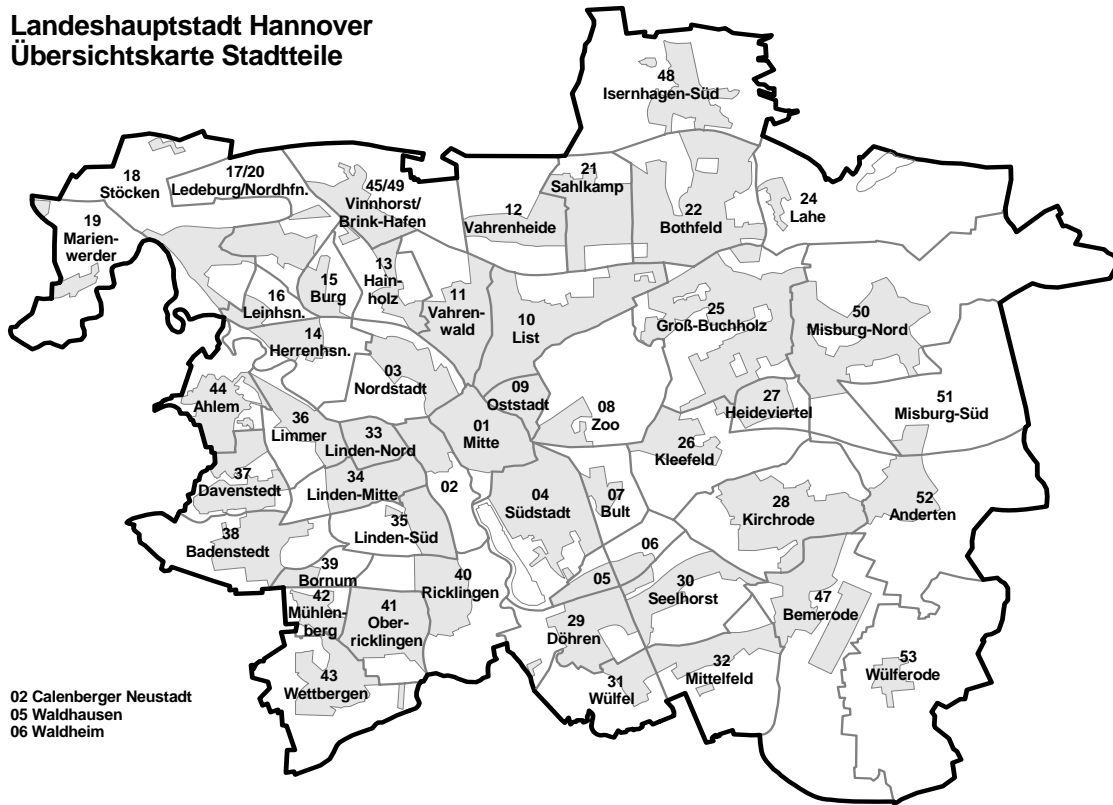 Landeshauptstadt Hannover
Übersichtskarte Stadtteile
48
Isernhagen-Süd
18
Stöcken
17/20
Ledeburg/Nordhfn.
45/49
Vinnhorst/
Brink-Hafen
21
Sahlkamp
12
Vahrenheide
22
Bothfeld
24
Lahe
19
Marien-
werder
13
Hain-
holz
15
Burg
16
Leinhsn.
11
Vahren-
wald
10
List
25
Groß-Buchholz
50
Misburg-Nord
14
Herrenhsn.
03
Nordstadt
09
Oststadt
44
Ahlem
36
Limmer
33
Linden-Nord
01
Mitte
08
Zoo
27
Heideviertel
51
Misburg-Süd
26
Kleefeld
37
Davenstedt
34
Linden-Mitte
02
04
Südstadt
07
Bult
28
Kirchrode
52
Anderten
38
Badenstedt
35
Linden-Süd
06
39
Bornum
40
Ricklingen
05
30
Seelhorst
47
Bemerode
42
Mühlen-
berg
41
Ober-
ricklingen
29
Döhren
43
Wettbergen
31
Wülfel
32
Mittelfeld
53
Wülferode
02 Calenberger Neustadt
05 Waldhausen
06 Waldheim